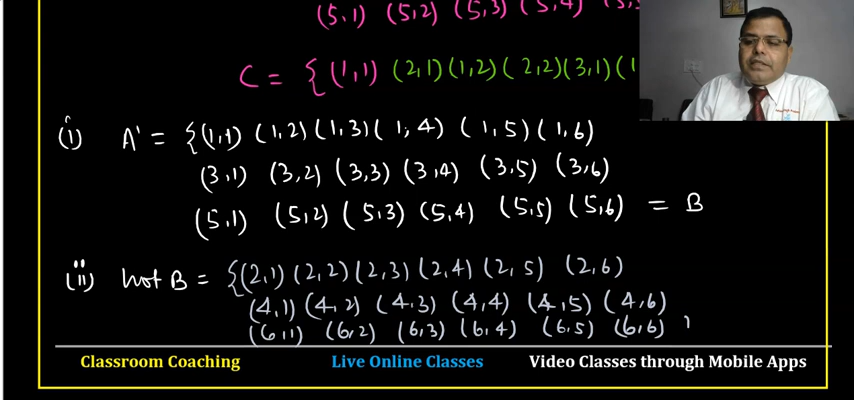 (5,1) (5,2) (5,3) (5,4)
C = {(1,1) (2,1) (1,2) (2,2) (3,1)
(i) A' = {(1,1) (1,2) (1,3) (1,4) (1,5) (1,6)
(3,1) (3,2) (3,3) (3,4) (3,5) (3,6)
(5,1) (5,2) (5,3) (5,4) (5,5) (5,6) = B
(ii) not B = {(2,1) (2,2) (2,3) (2,4) (2,5) (2,6)
(4,1) (4,2) (4,3) (4,4) (4,5) (4,6)
(6,1) (6,2) (6,3) (6,4) (6,5) (6,6) }
Classroom Coaching Live Online Classes Video Classes through Mobile Apps